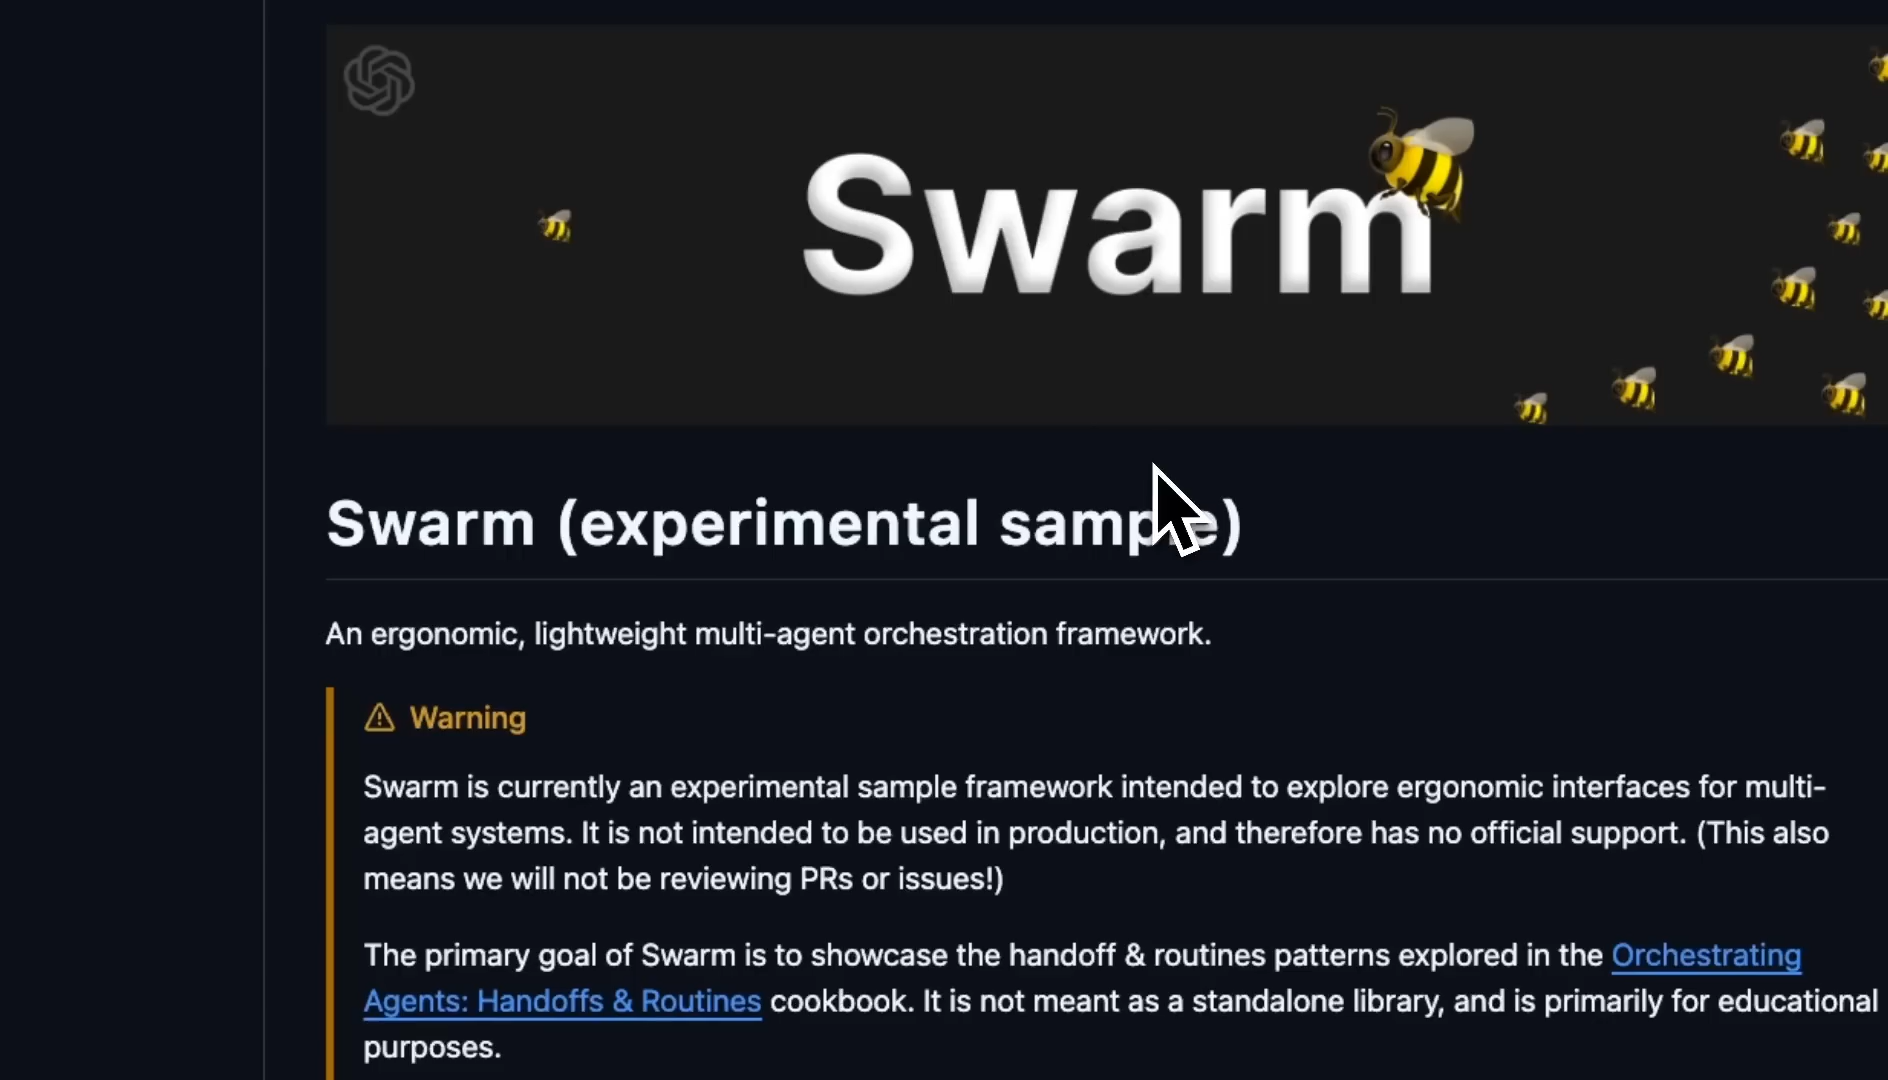 Swarm
Swarm (experimental sample)
An ergonomic, lightweight multi-agent orchestration framework.
Warning
Swarm is currently an experimental sample framework intended to explore ergonomic interfaces for multi-
agent systems. It is not intended to be used in production, and therefore has no official support. (This also
means we will not be reviewing PRs or issues!)
The primary goal of Swarm is to showcase the handoff & routines patterns explored in the Orchestrating
Agents: Handoffs & Routines cookbook. It is not meant as a standalone library, and is primarily for educational
purposes.